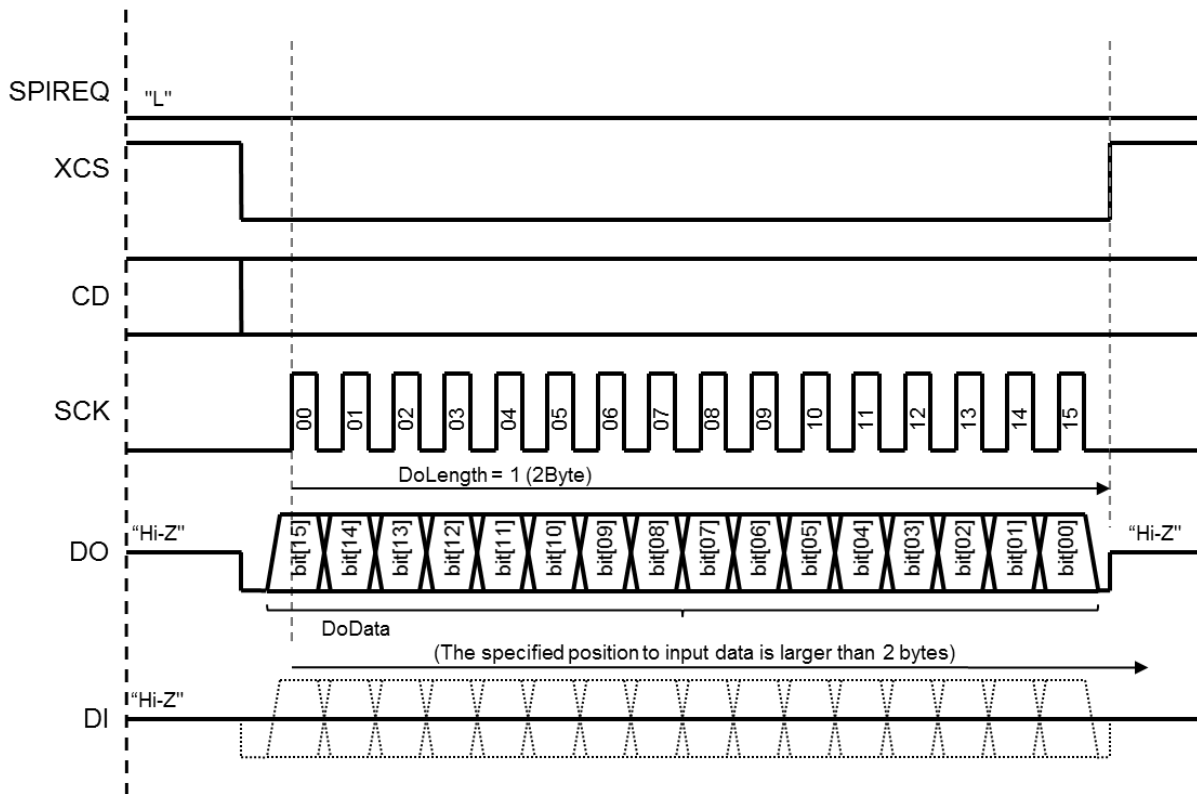 SPIREQ
"L"
XCS
CD
SCK
00 01 02 03 04 05 06 07 08 09 10 11 12 13 14 15
DoLength = 1 (2Byte)
DO
“Hi-Z"
bit[15] bit[14] bit[13] bit[12] bit[11] bit[10] bit[09] bit[08] bit[07] bit[06] bit[05] bit[04] bit[03] bit[02] bit[01] bit[00]
“Hi-Z"
DoData
(The specified position to input data is larger than 2 bytes)
“Hi-Z"
DI